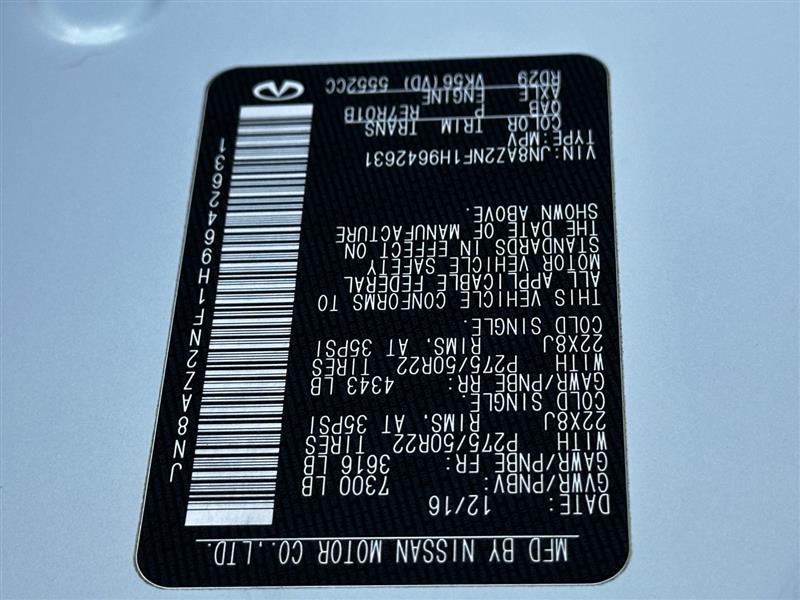 MFD BY NISSAN MOTOR CO.,LTD.
DATE: 12/16
GVWR/PNBV: 7300 LB
GAWR/PNBE FR: 3616 LB
WITH P275/50R22 TIRES
22X8J RIMS, AT 35PSI
COLD SINGLE.
GAWR/PNBE RR: 4343 LB
WITH P275/50R22 TIRES
22X8J RIMS, AT 35PSI
COLD SINGLE.
THIS VEHICLE CONFORMS TO
ALL APPLICABLE FEDERAL
MOTOR VEHICLE SAFETY
STANDARDS IN EFFECT ON
THE DATE OF MANUFACTURE
SHOWN ABOVE.
VIN:JN8AZ2NF1H9642631
TYPE:MPV
COLOR TRIM TRANS
QAB P RE7R01B
AXLE ENGINE
RD29 VK56(VD) 5552CC
JN8AZ2NF1H9642631